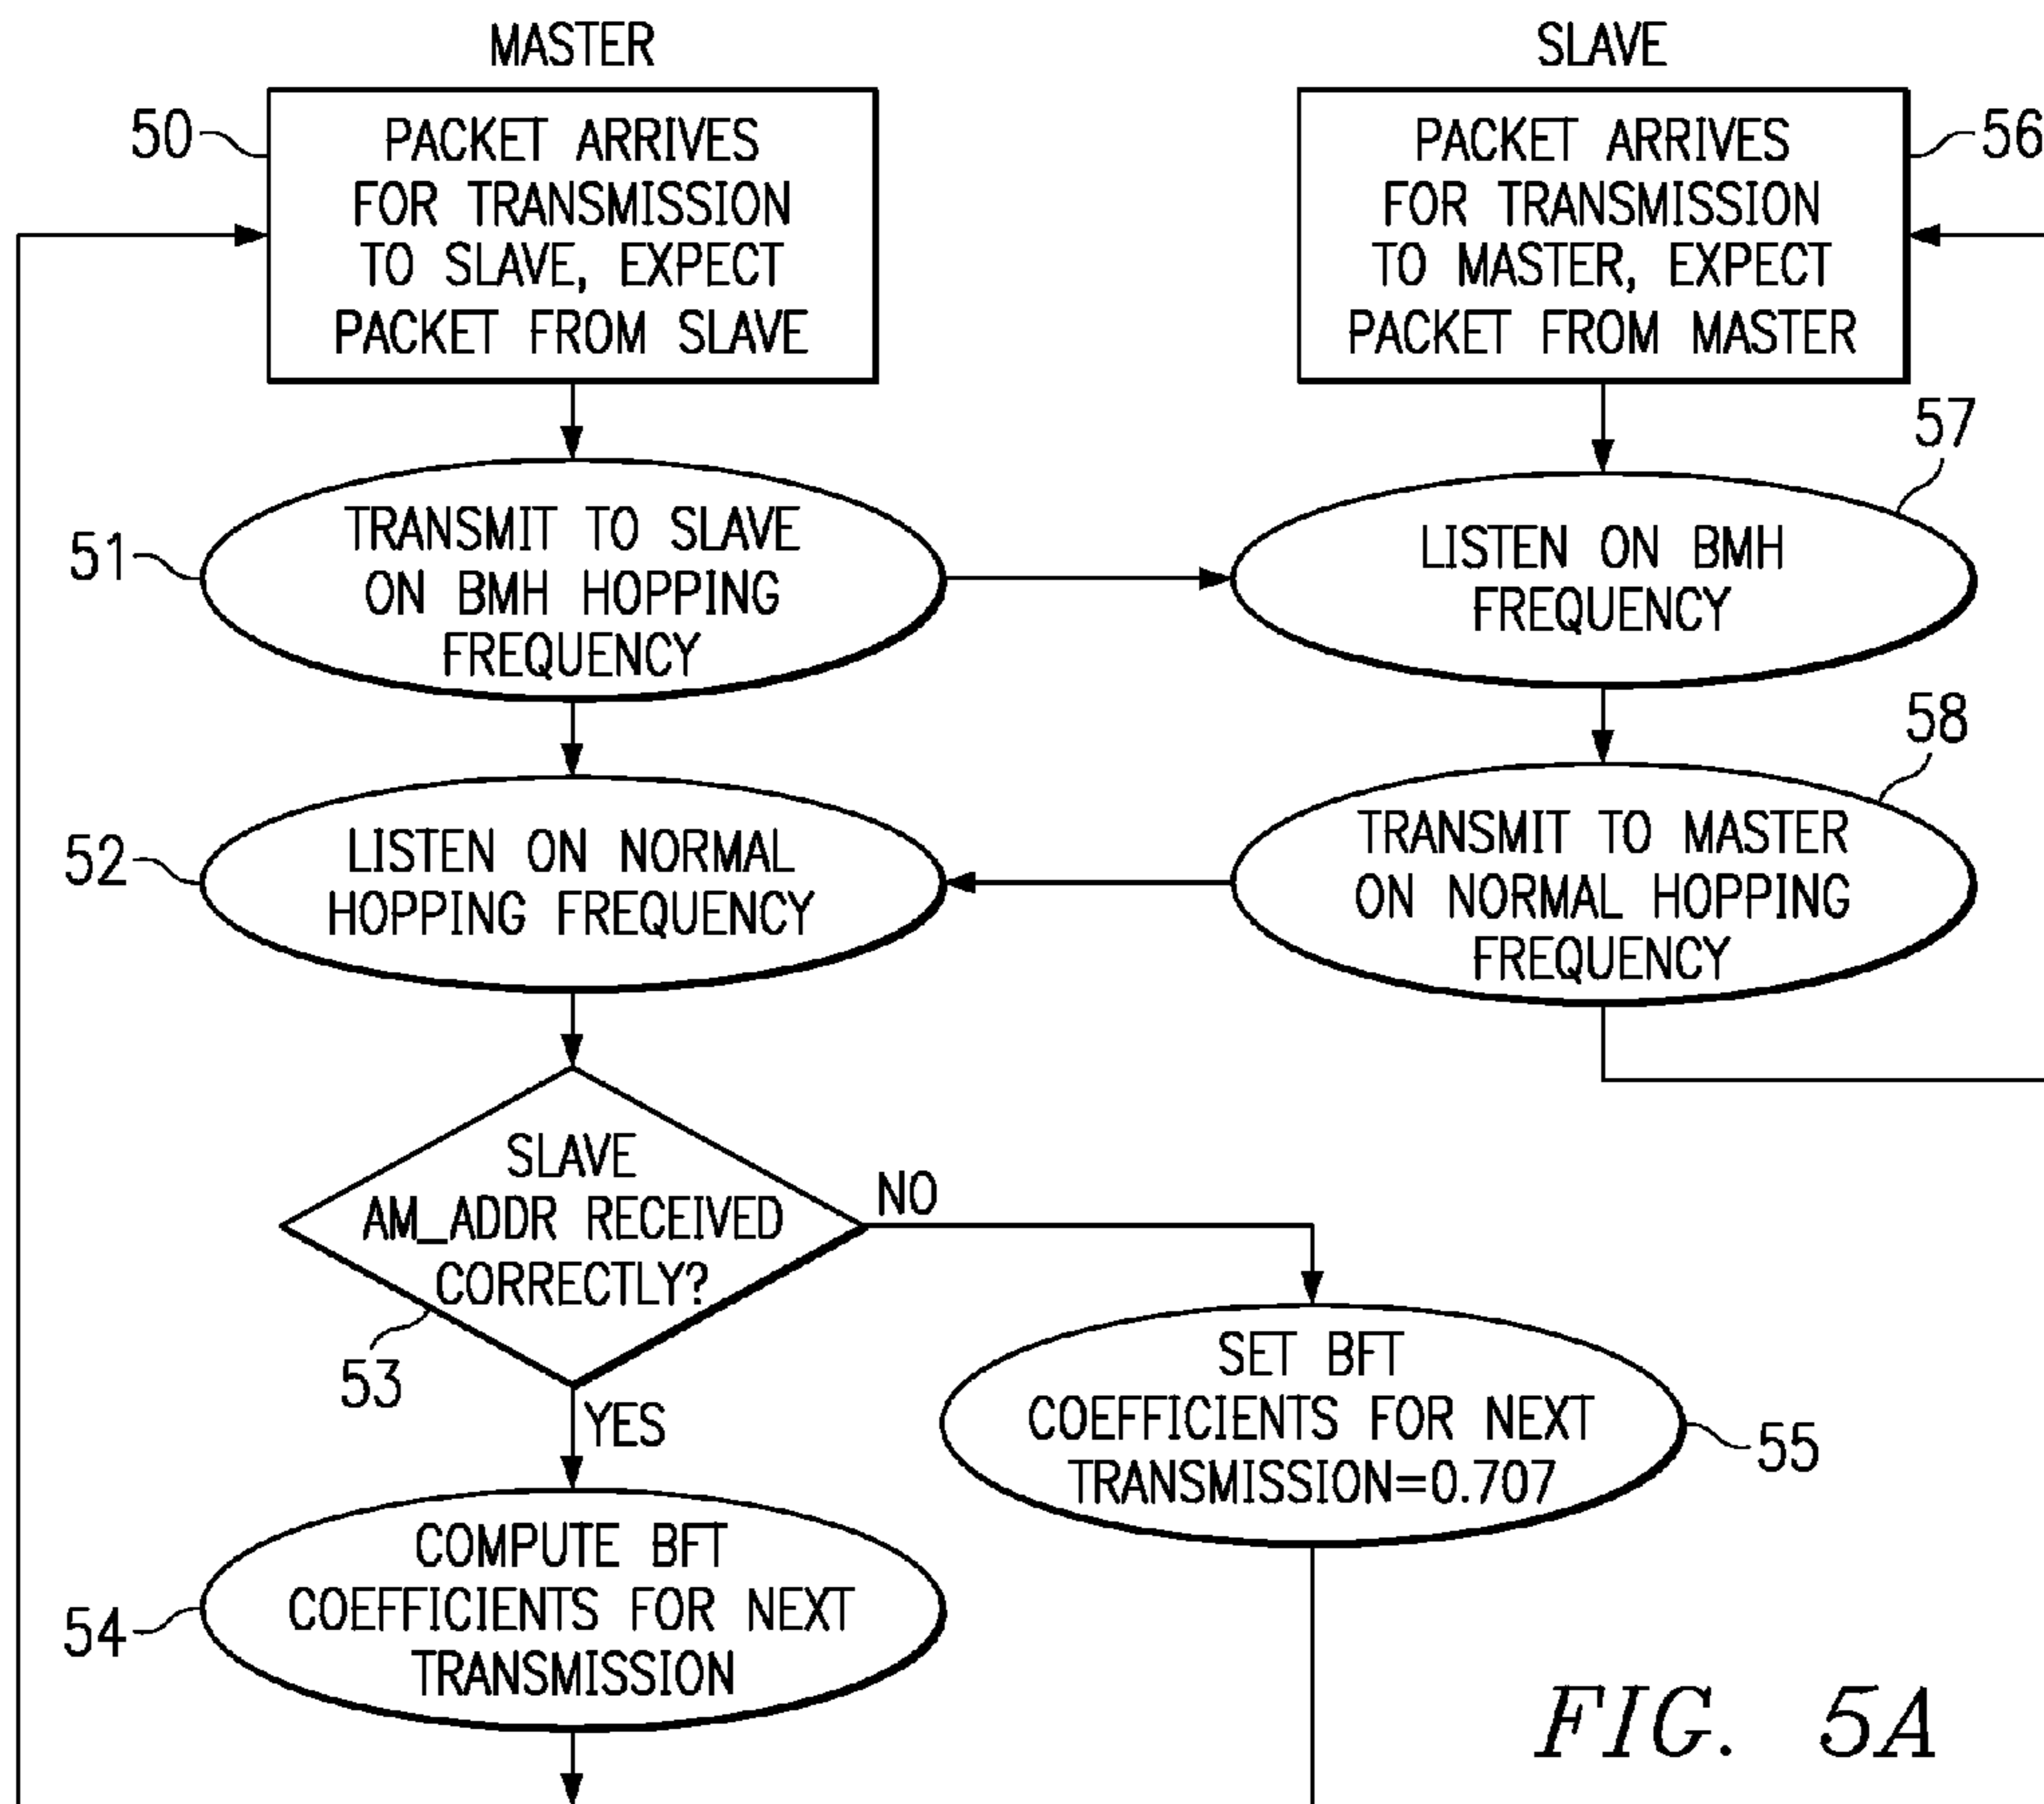 MASTER
50
PACKET ARRIVES
FOR TRANSMISSION
TO SLAVE, EXPECT
PACKET FROM SLAVE
51
TRANSMIT TO SLAVE
ON BMH HOPPING
FREQUENCY
52
LISTEN ON NORMAL
HOPPING FREQUENCY
SLAVE
AM_ADDR RECEIVED
CORRECTLY?
53
NO
YES
54
COMPUTE BFT
COEFFICIENTS FOR NEXT
TRANSMISSION
SET BFT
COEFFICIENTS FOR NEXT
TRANSMISSION=0.707
55
SLAVE
PACKET ARRIVES
FOR TRANSMISSION
TO MASTER, EXPECT
PACKET FROM MASTER
56
57
LISTEN ON BMH
FREQUENCY
58
TRANSMIT TO MASTER
ON NORMAL HOPPING
FREQUENCY
FIG. 5A